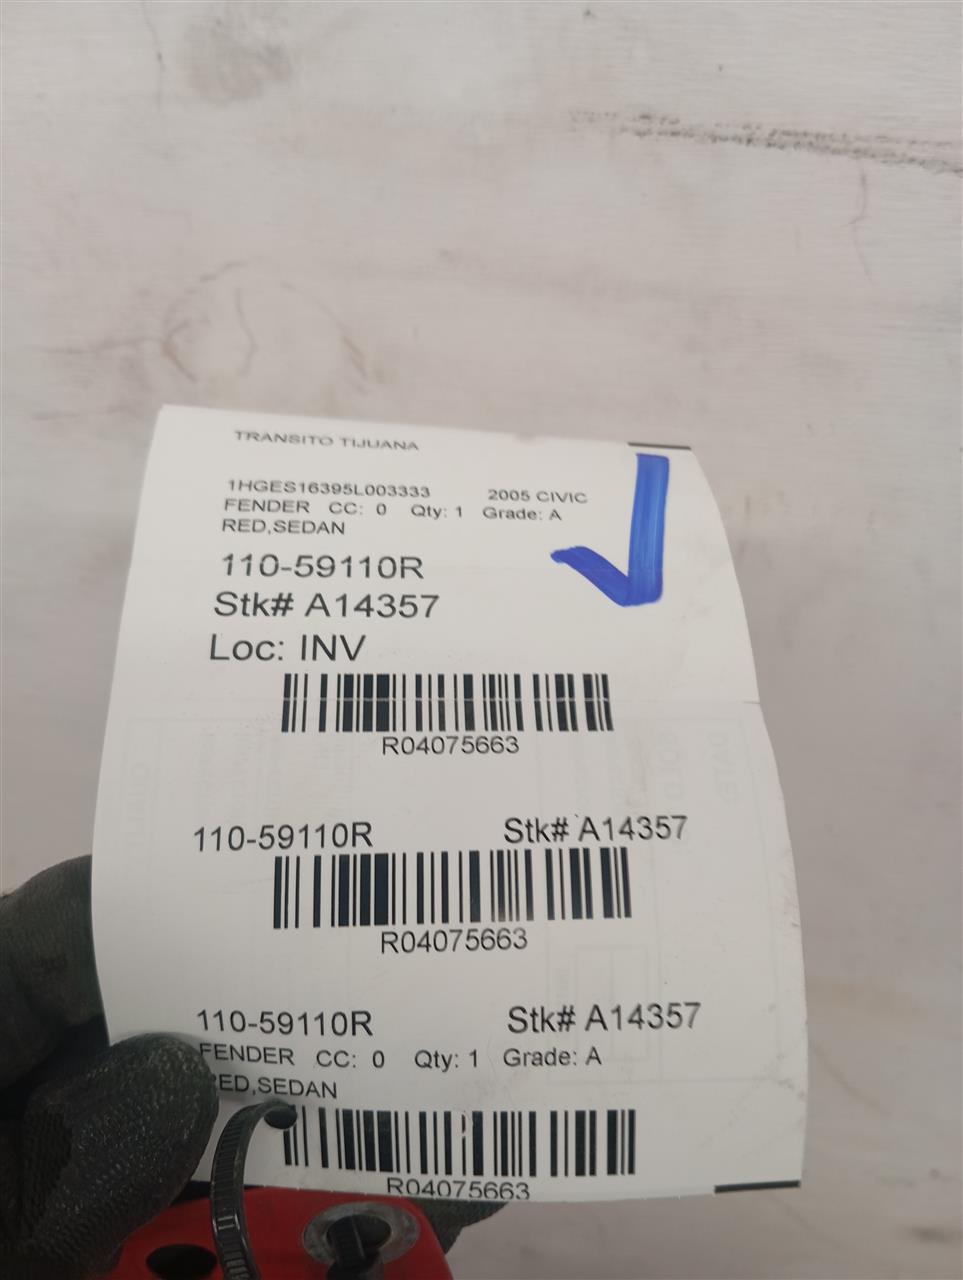 TRANSITO TIJUANA
1HGES16395L003333 2005 CIVIC
FENDER CC: 0 Qty: 1 Grade: A
RED,SEDAN
110-59110R
Stk# A14357
Loc: INV
R04075663
110-59110R Stk# A14357
R04075663
110-59110R Stk# A14357
FENDER CC: 0 Qty: 1 Grade: A
RED,SEDAN
R04075663